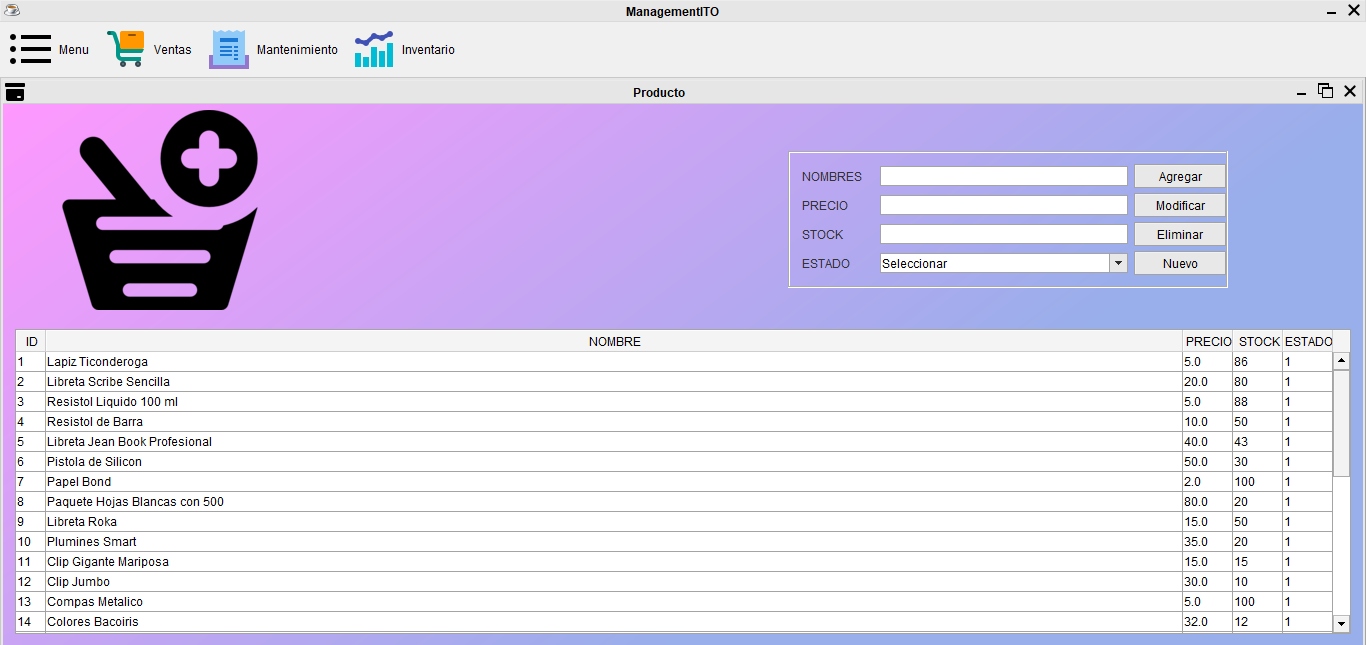 ManagementITO
Menu Ventas Mantenimiento Inventario
Producto
NOMBRES Agregar
PRECIO Modificar
STOCK Eliminar
ESTADO Seleccionar Nuevo
ID NOMBRE PRECIO STOCK ESTADO
1 Lapiz Ticonderoga 5.0 86 1
2 Libreta Scribe Sencilla 20.0 80 1
3 Resistol Liquido 100 ml 5.0 88 1
4 Resistol de Barra 10.0 50 1
5 Libreta Jean Book Profesional 40.0 43 1
6 Pistola de Silicon 50.0 30 1
7 Papel Bond 2.0 100 1
8 Paquete Hojas Blancas con 500 80.0 20 1
9 Libreta Roka 15.0 50 1
10 Plumines Smart 35.0 20 1
11 Clip Gigante Mariposa 15.0 15 1
12 Clip Jumbo 30.0 10 1
13 Compas Metalico 5.0 100 1
14 Colores Bacoiris 32.0 12 1